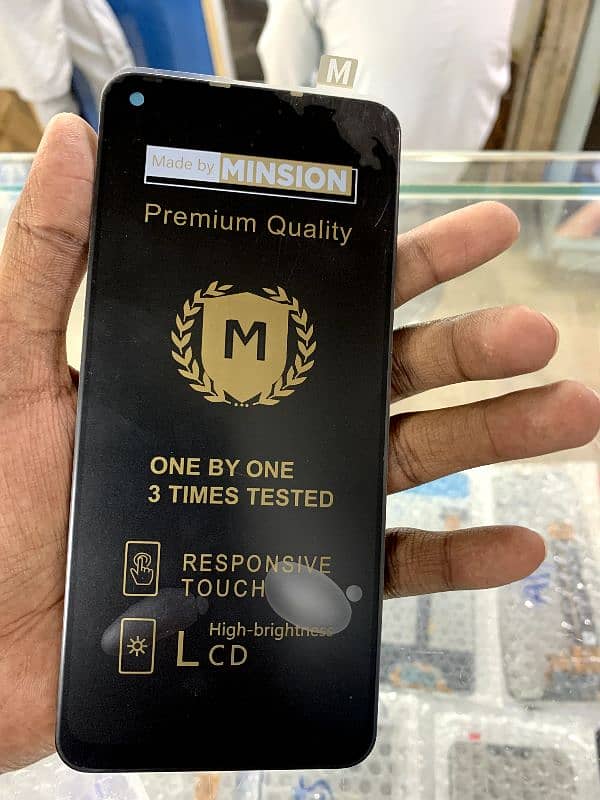 M
Made by MINSION
Premium Quality
M
ONE BY ONE
3 TIMES TESTED
RESPONSIVE
TOUCH
High-brightness
LCD